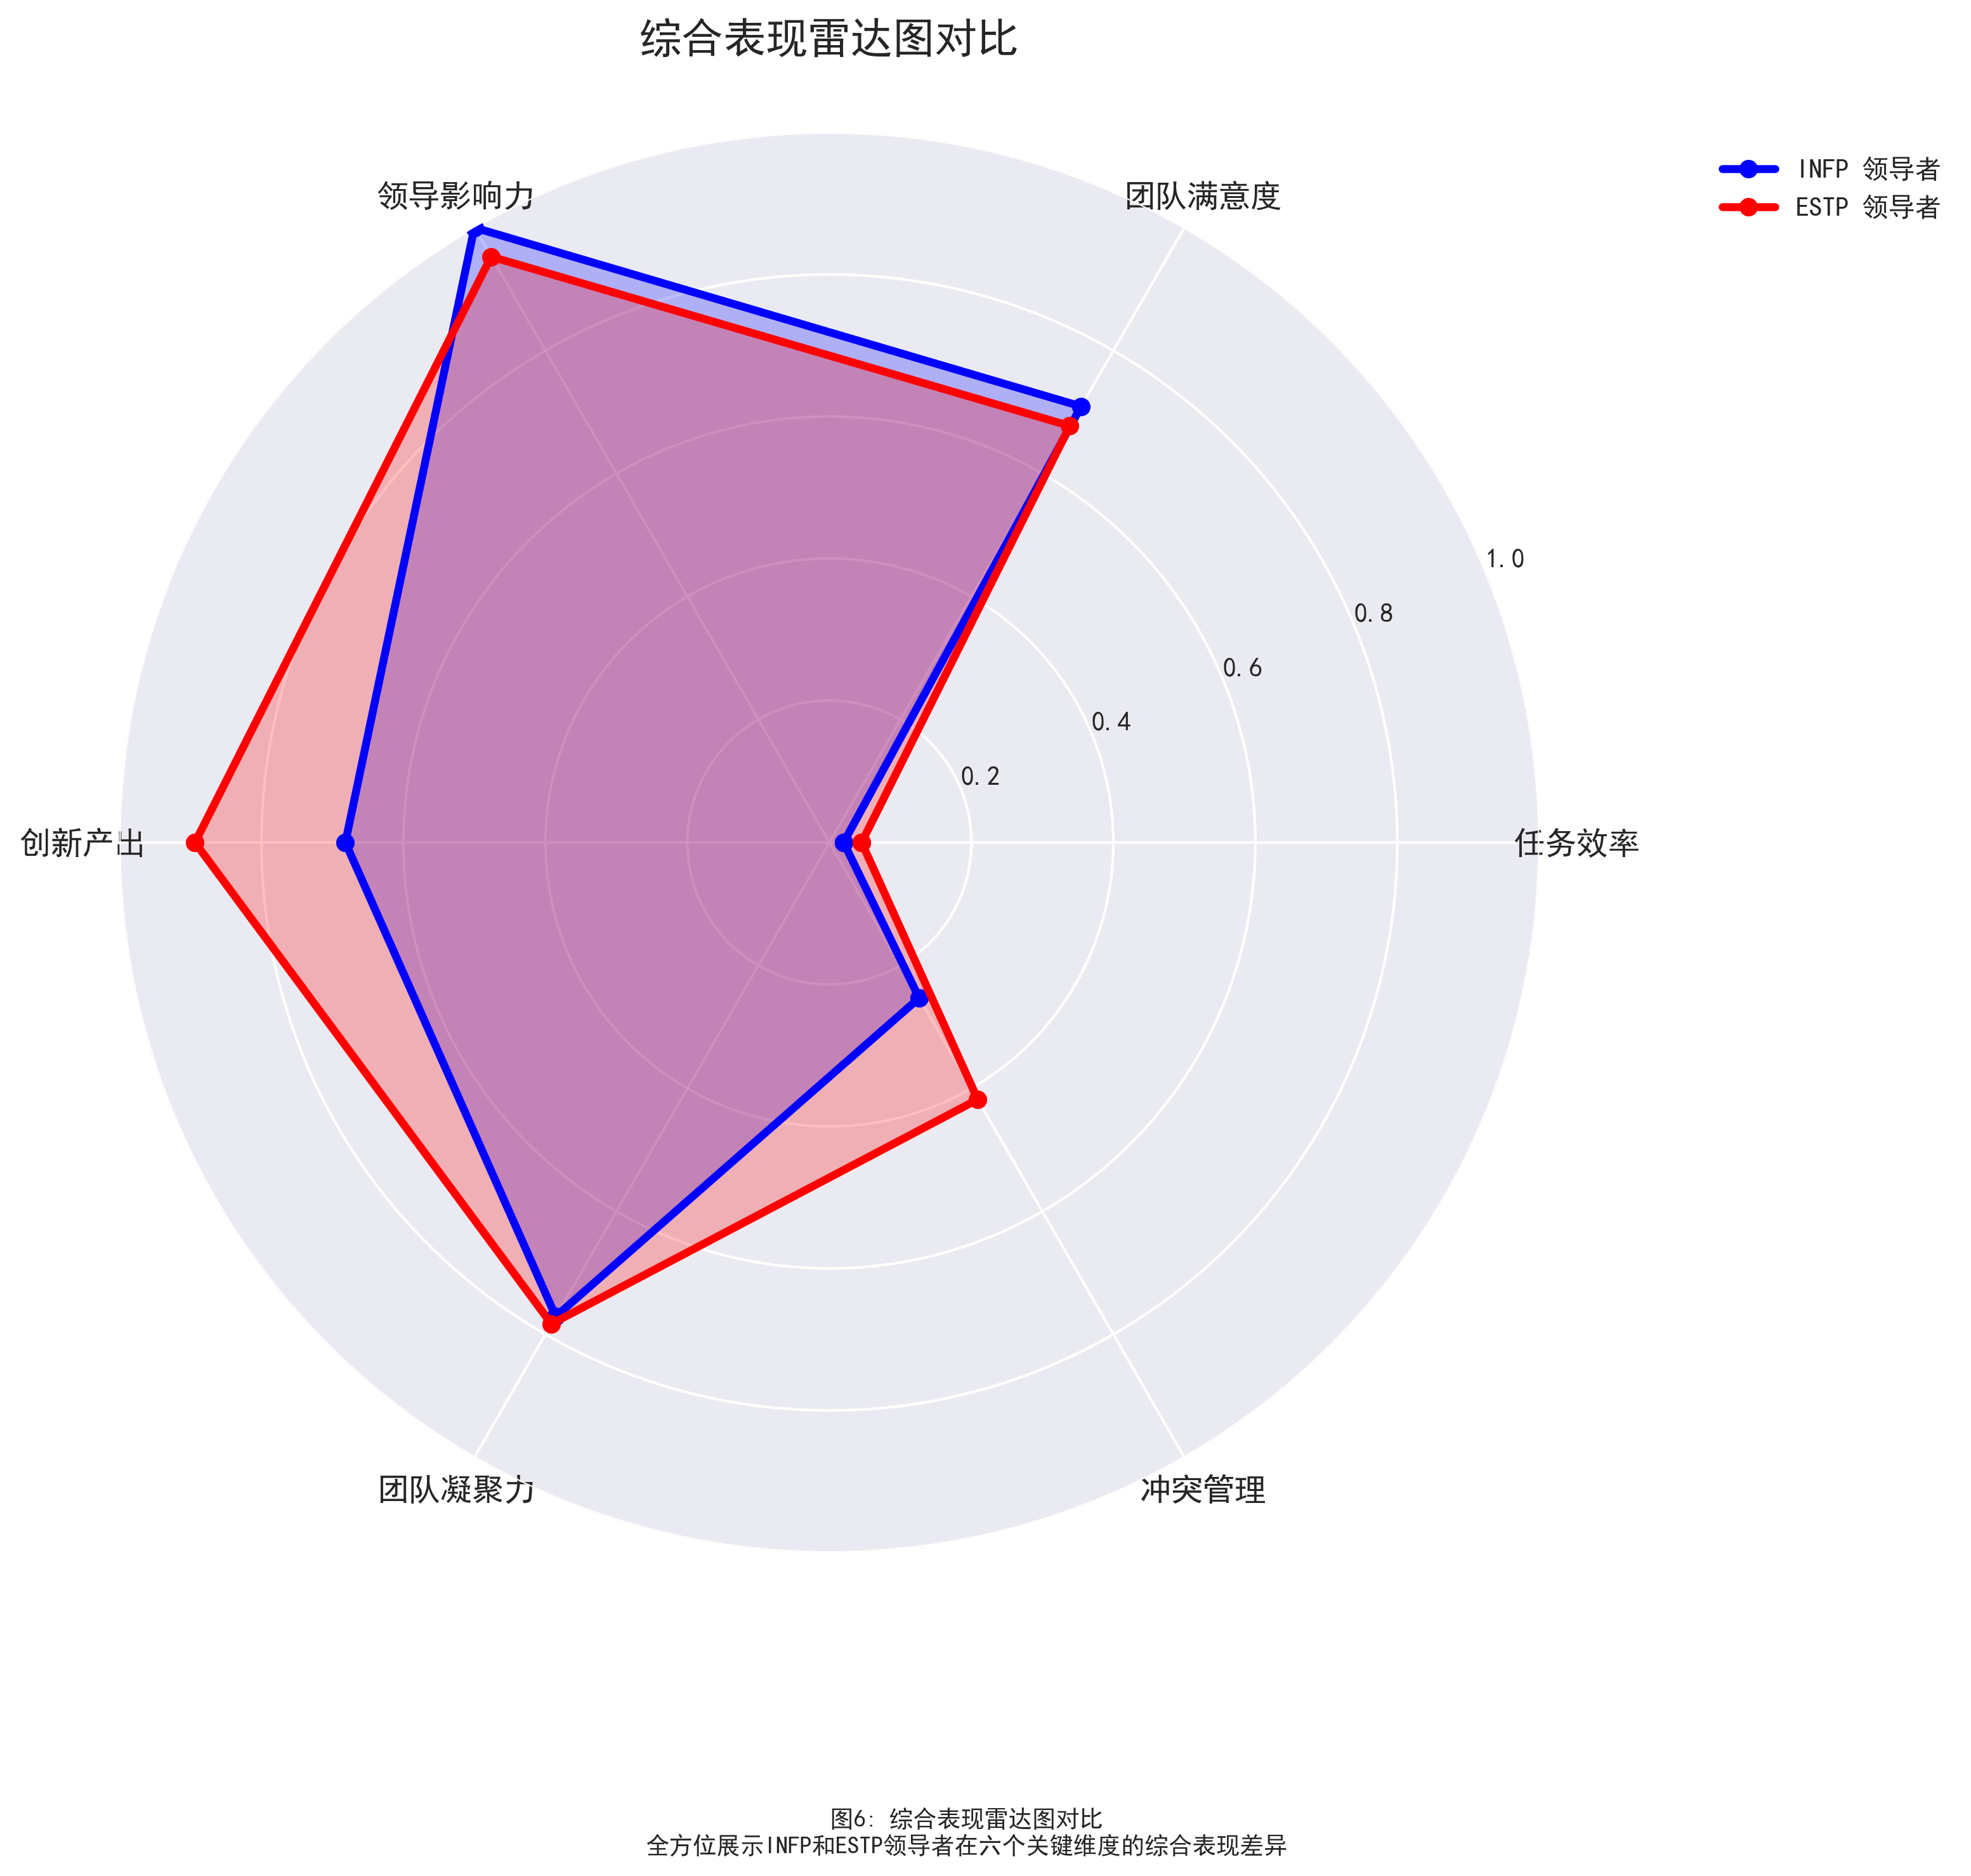 综合表现雷达图对比
INFP 领导者
ESTP 领导者
领导影响力
团队满意度
1.0
0.8
0.6
0.4
0.2
创新产出
任务效率
团队凝聚力
冲突管理
图6: 综合表现雷达图对比
全方位展示INFP和ESTP领导者在六个关键维度的综合表现差异